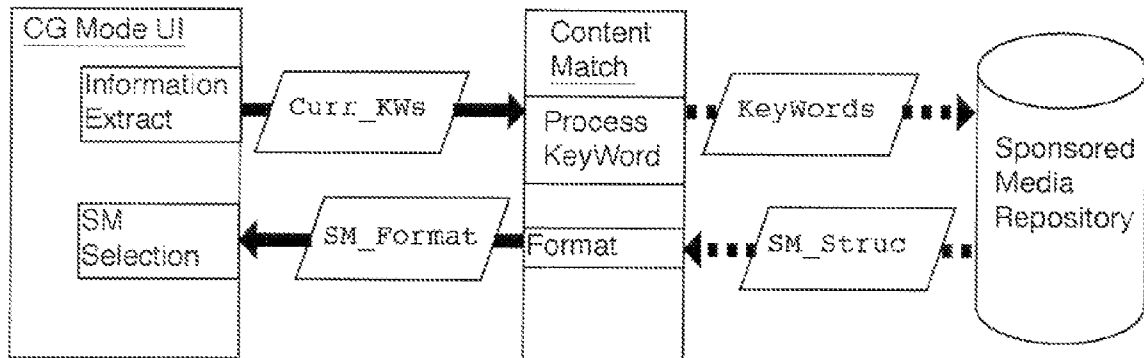 CG Mode UI
Information
Extract
Curr_KWs
Content
Match
Process
KeyWord
KeyWords
Sponsored
Media
Repository
SM
Selection
SM_Format
Format
SM_Struc